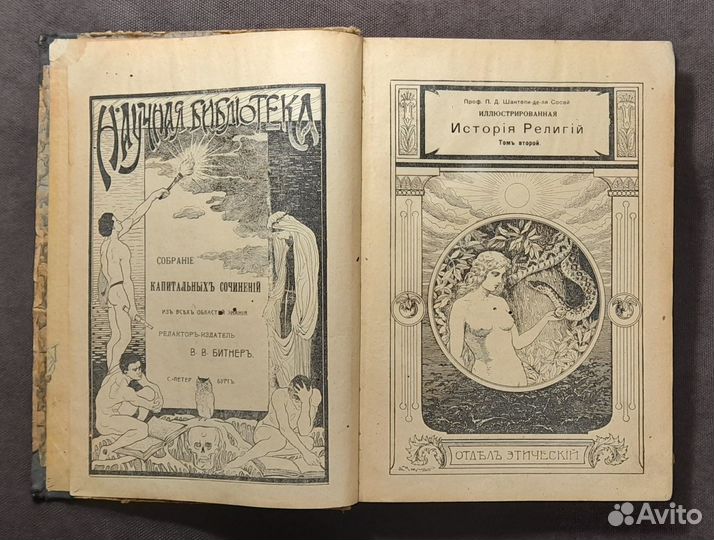 НАУЧНАЯ БИБЛІОТЕКА
СОБРАНІЕ
КАПИТАЛЬНЫХЪ СОЧИНЕНІЙ
ИЗЪ ВСѢХЪ ОБЛАСТЕЙ ЗНАНІЯ
РЕДАКТОРЪ-ИЗДАТЕЛЬ
В. В. БИТНЕРЪ.
С.-ПЕТЕР БУРГЪ.
Проф. П. Д. Шантепи-де-ля Сосей
ИЛЛЮСТРИРОВАННАЯ
Исторія Религій
Томъ второй.
ОТДѢЛЪ ЭТИЧЕСКІЙ
Avito